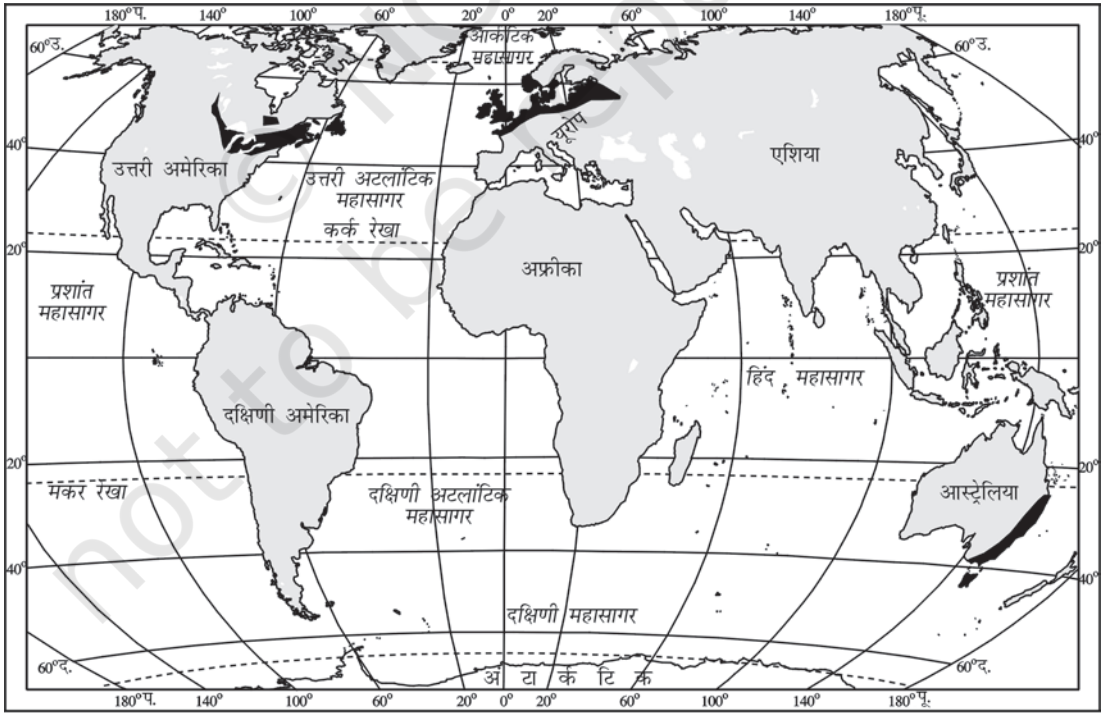 180°प. 140° 100° 60° 20° 0° 20° 60° 100° 140° 180°पू.
आर्कटिक
महासागर
60°उ. 60°उ.
यूरोप
40° 40°
एशिया
उत्तरी अमेरिका
उत्तरी अटलांटिक
महासागर
कर्क रेखा
20° 20°
अफ्रीका
प्रशांत
महासागर
प्रशांत
महासागर
हिंद महासागर
दक्षिणी अमेरिका
20° 20°
मकर रेखा
दक्षिणी अटलांटिक
महासागर
आस्ट्रेलिया
40° 40°
दक्षिणी महासागर
60°द. 60°द.
अ टा र्क टि क
180°प. 140° 100° 60° 20° 0° 20° 60° 100° 140° 180°पू.
not to be